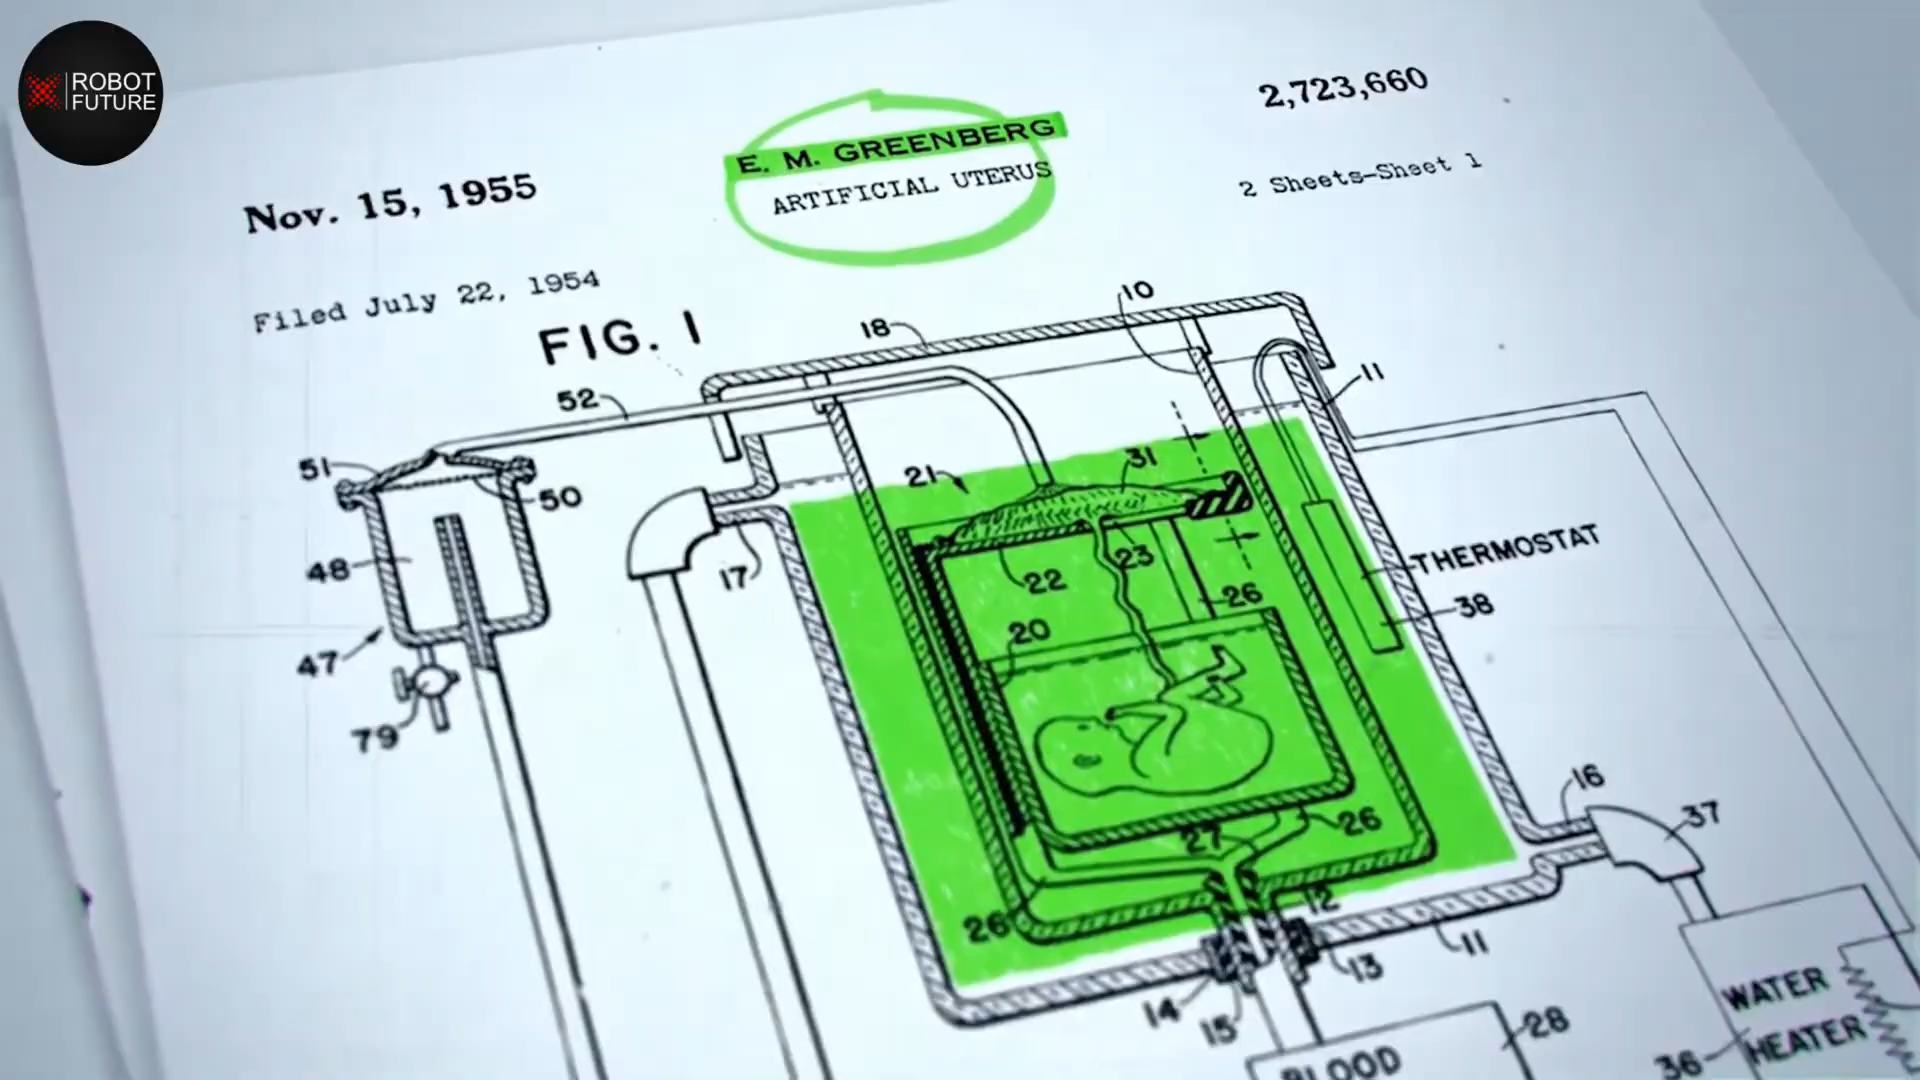 ROBOT
FUTURE
2,723,660
E. M. GREENBERG
Nov. 15, 1955
ARTIFICIAL UTERUS
2 Sheets-Sheet 1
Filed July 22, 1954
FIG. 1
10
18
11
52
51
21
31
50
48
17
22
23
THERMOSTAT
26
38
20
47
79
16
37
27
26
26
12
11
13
14
15
28
WATER
HEATER
36
BLOOD